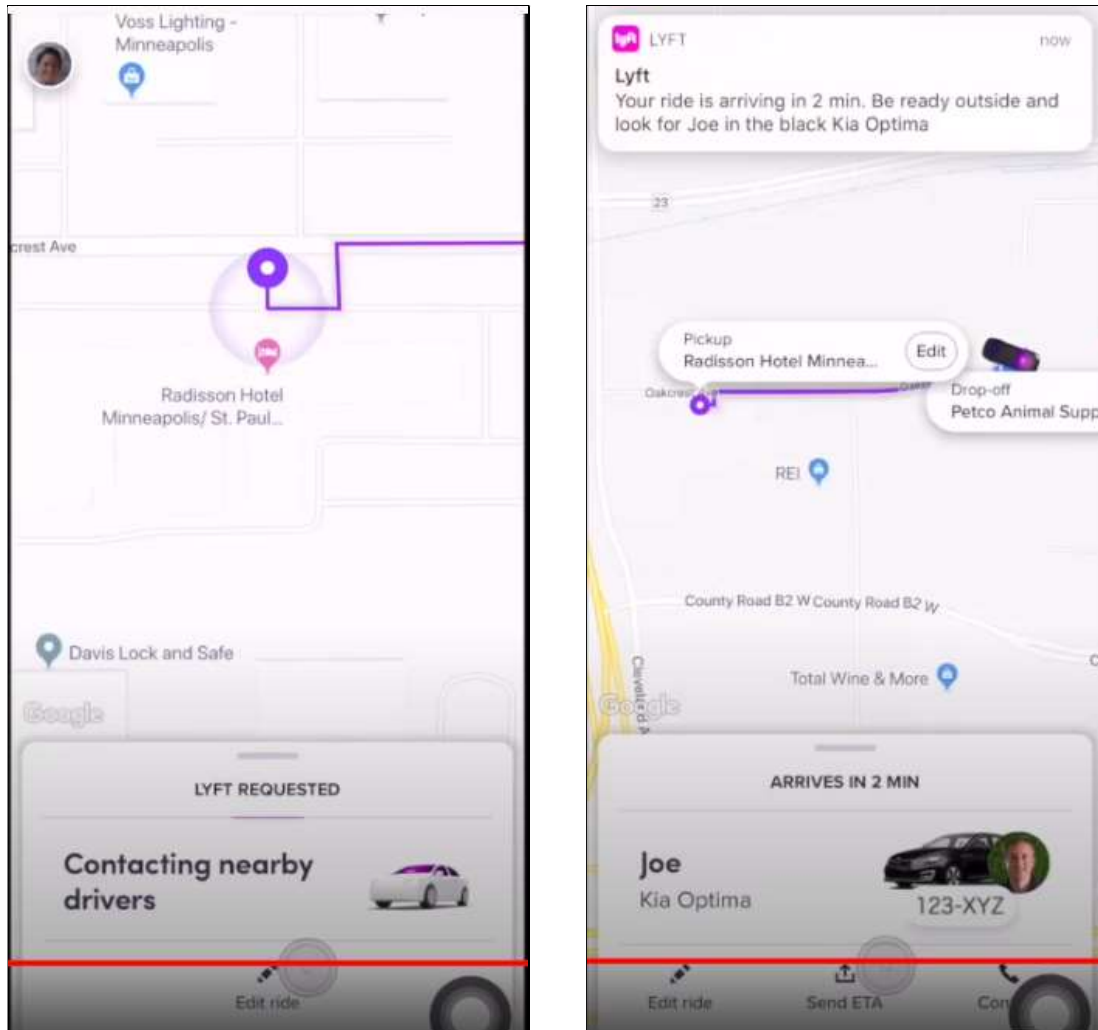 Voss Lighting -
Minneapolis
crest Ave
Radisson Hotel
Minneapolis/ St. Paul...
Davis Lock and Safe
Google
LYFT REQUESTED
Contacting nearby
drivers
Edit ride
LYFT
now
Lyft
Your ride is arriving in 2 min. Be ready outside and
look for Joe in the black Kia Optima
23
Pickup
Radisson Hotel Minnea...
Edit
Drop-off
Petco Animal Supp
REI
County Road B2 W County Road B2 W
Total Wine & More
Cleveland A
Google
ARRIVES IN 2 MIN
Joe
Kia Optima
123-XYZ
Edit ride
Send ETA
Con